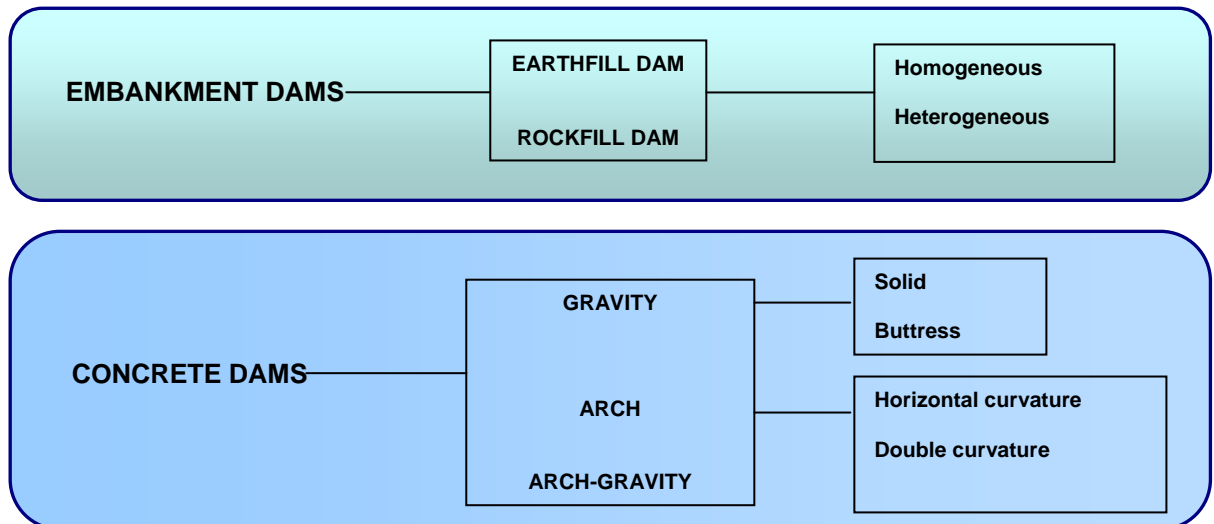 EMBANKMENT DAMS
EARTHFILL DAM
ROCKFILL DAM
Homogeneous
Heterogeneous
CONCRETE DAMS
GRAVITY
ARCH
ARCH-GRAVITY
Solid
Buttress
Horizontal curvature
Double curvature